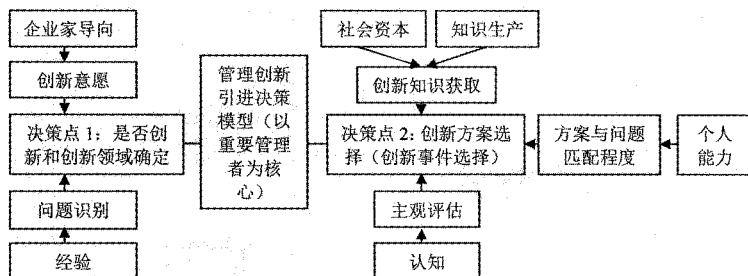 企业家导向
创新意愿
决策点 1：是否创
新和创新领域确定
问题识别
经验
管理创新
引进决策
模型（以
重要管理
者为核
心）
社会资本
知识生产
创新知识获取
决策点 2：创新方案选
择（创新事件选择）
主观评估
认知
方案与问题
匹配程度
个人
能力